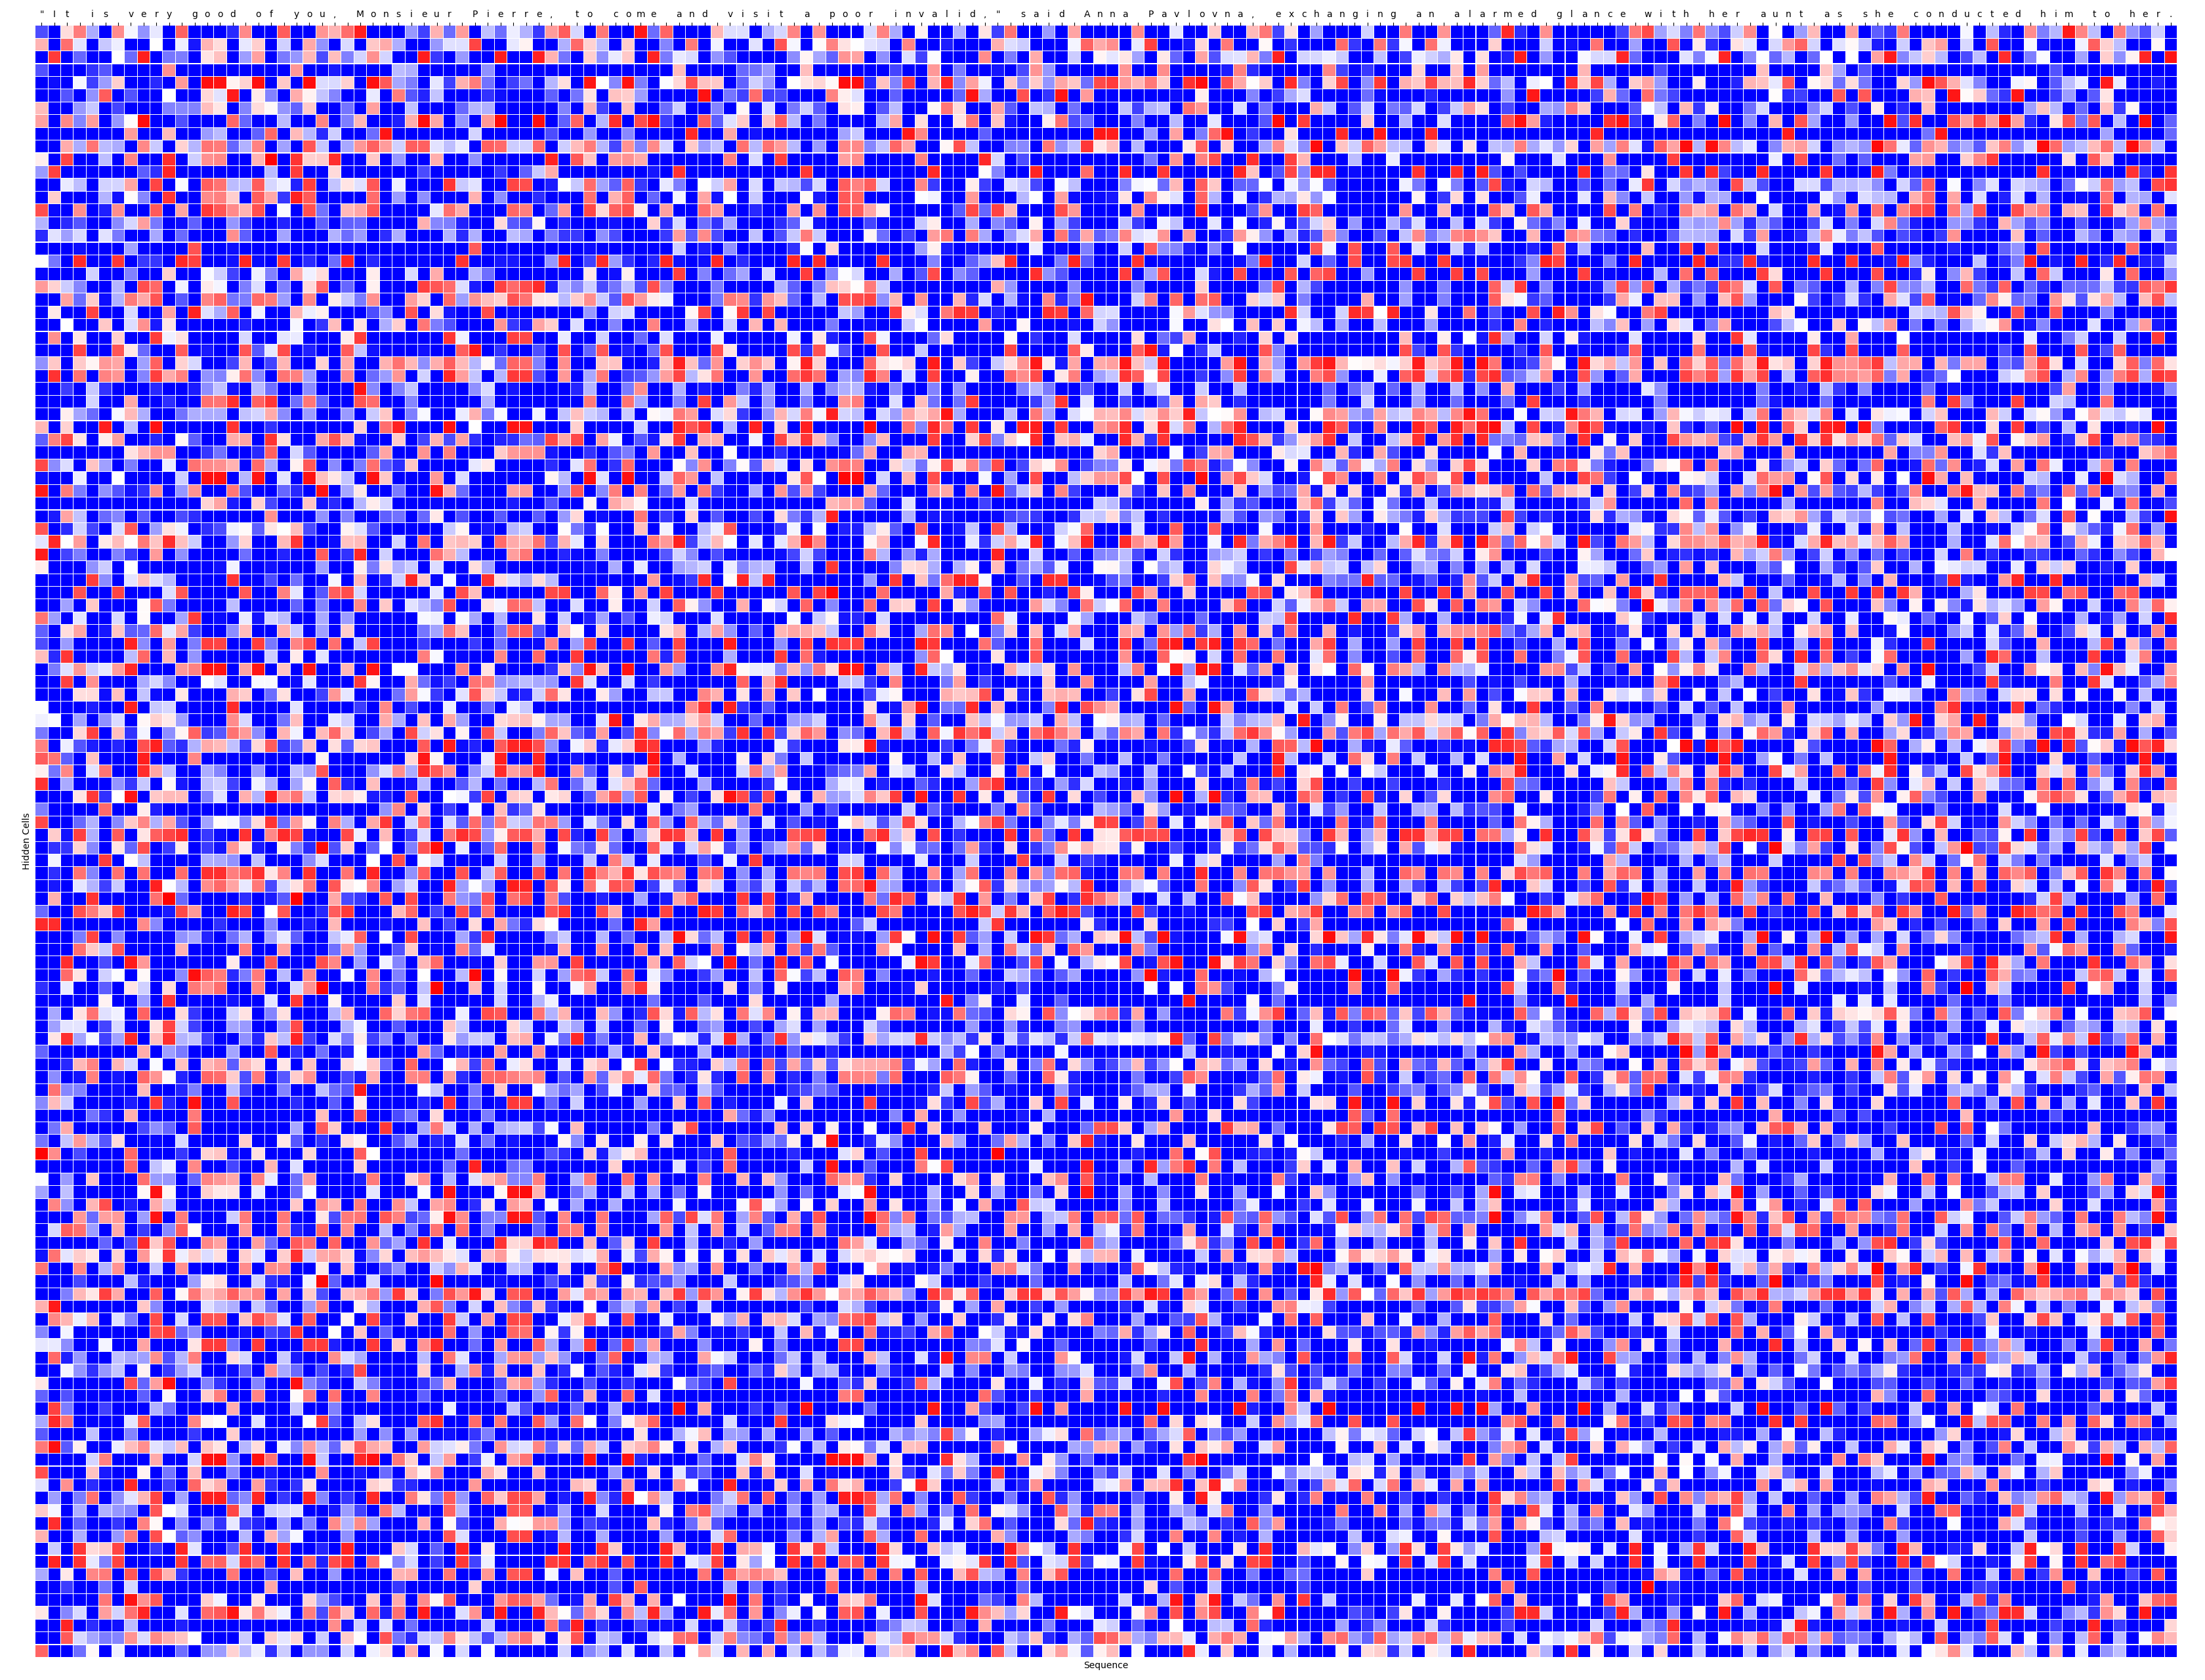 "It is very good of you, Monsieur Pierre, to come and visit a poor invalid," said Anna Pavlovna, exchanging an alarmed glance with her aunt as she conducted him to her.
Hidden Cells
Sequence